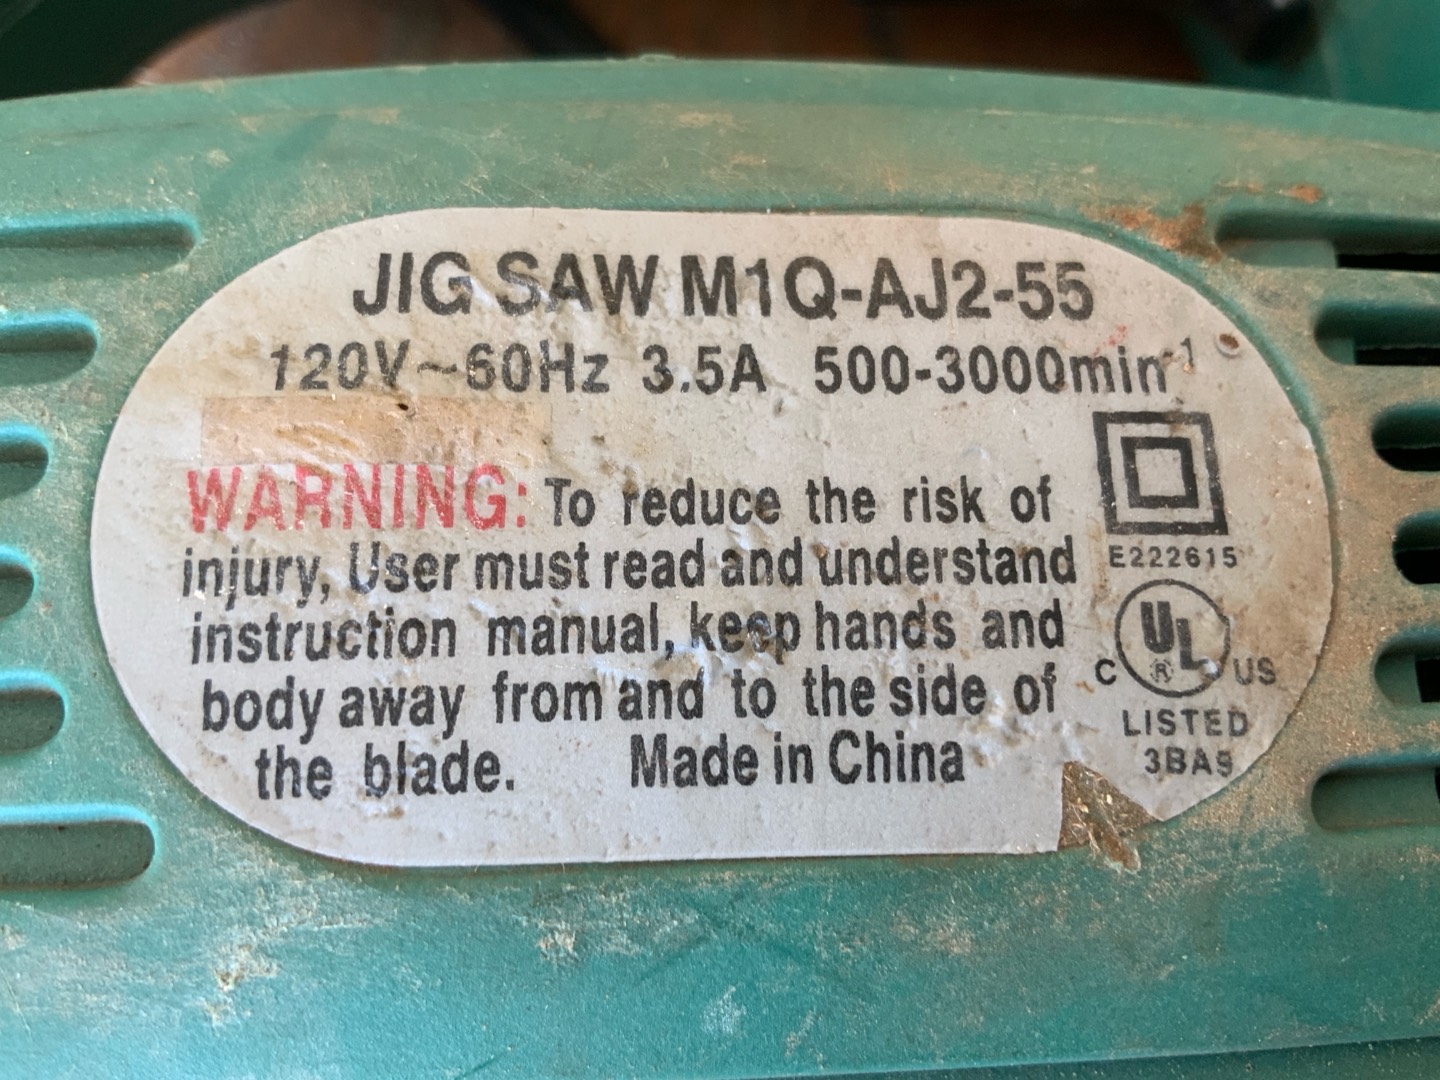 JIG SAW M1Q-AJ2-55
120V~60Hz 3.5A 500-3000min⁻¹
WARNING: To reduce the risk of
injury, User must read and understand
instruction manual, keep hands and
body away from and to the side of
the blade. Made in China
E222615
C UL ® US
LISTED
3BA9